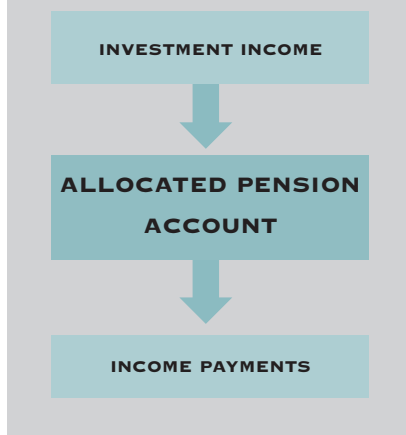 INVESTMENT INCOME
ALLOCATED PENSION
ACCOUNT
INCOME PAYMENTS